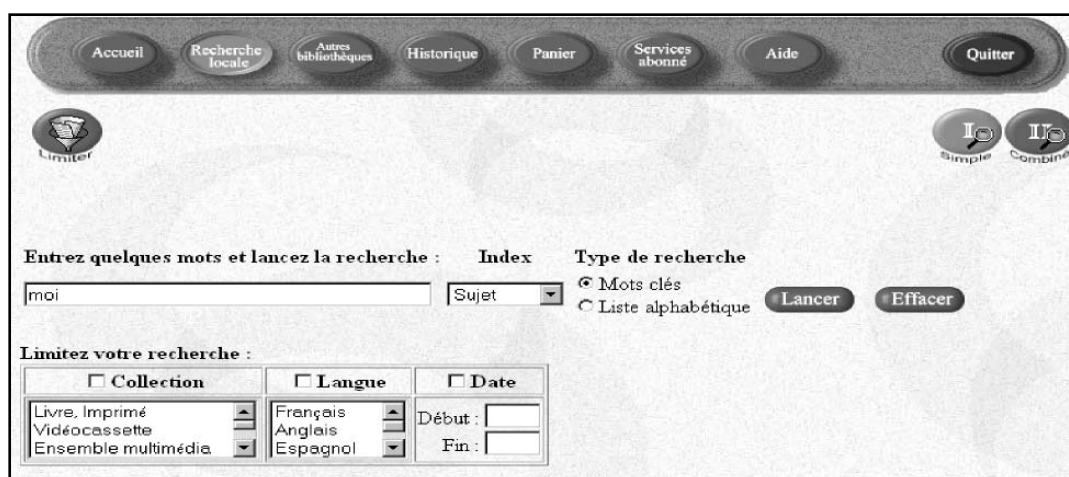 Accueil Recherche locale Autres bibliothèques Historique Panier Services abonné Aide Quitter
Limiter I Simple II Combiné
Entrez quelques mots et lancez la recherche : Index Type de recherche
moi Sujet Mots clés
Liste alphabétique Lancer Effacer
Limitez votre recherche :
Collection Langue Date
Livre, Imprimé Français Début :
Vidéocassette Anglais
Ensemble multimédia Espagnol Fin :